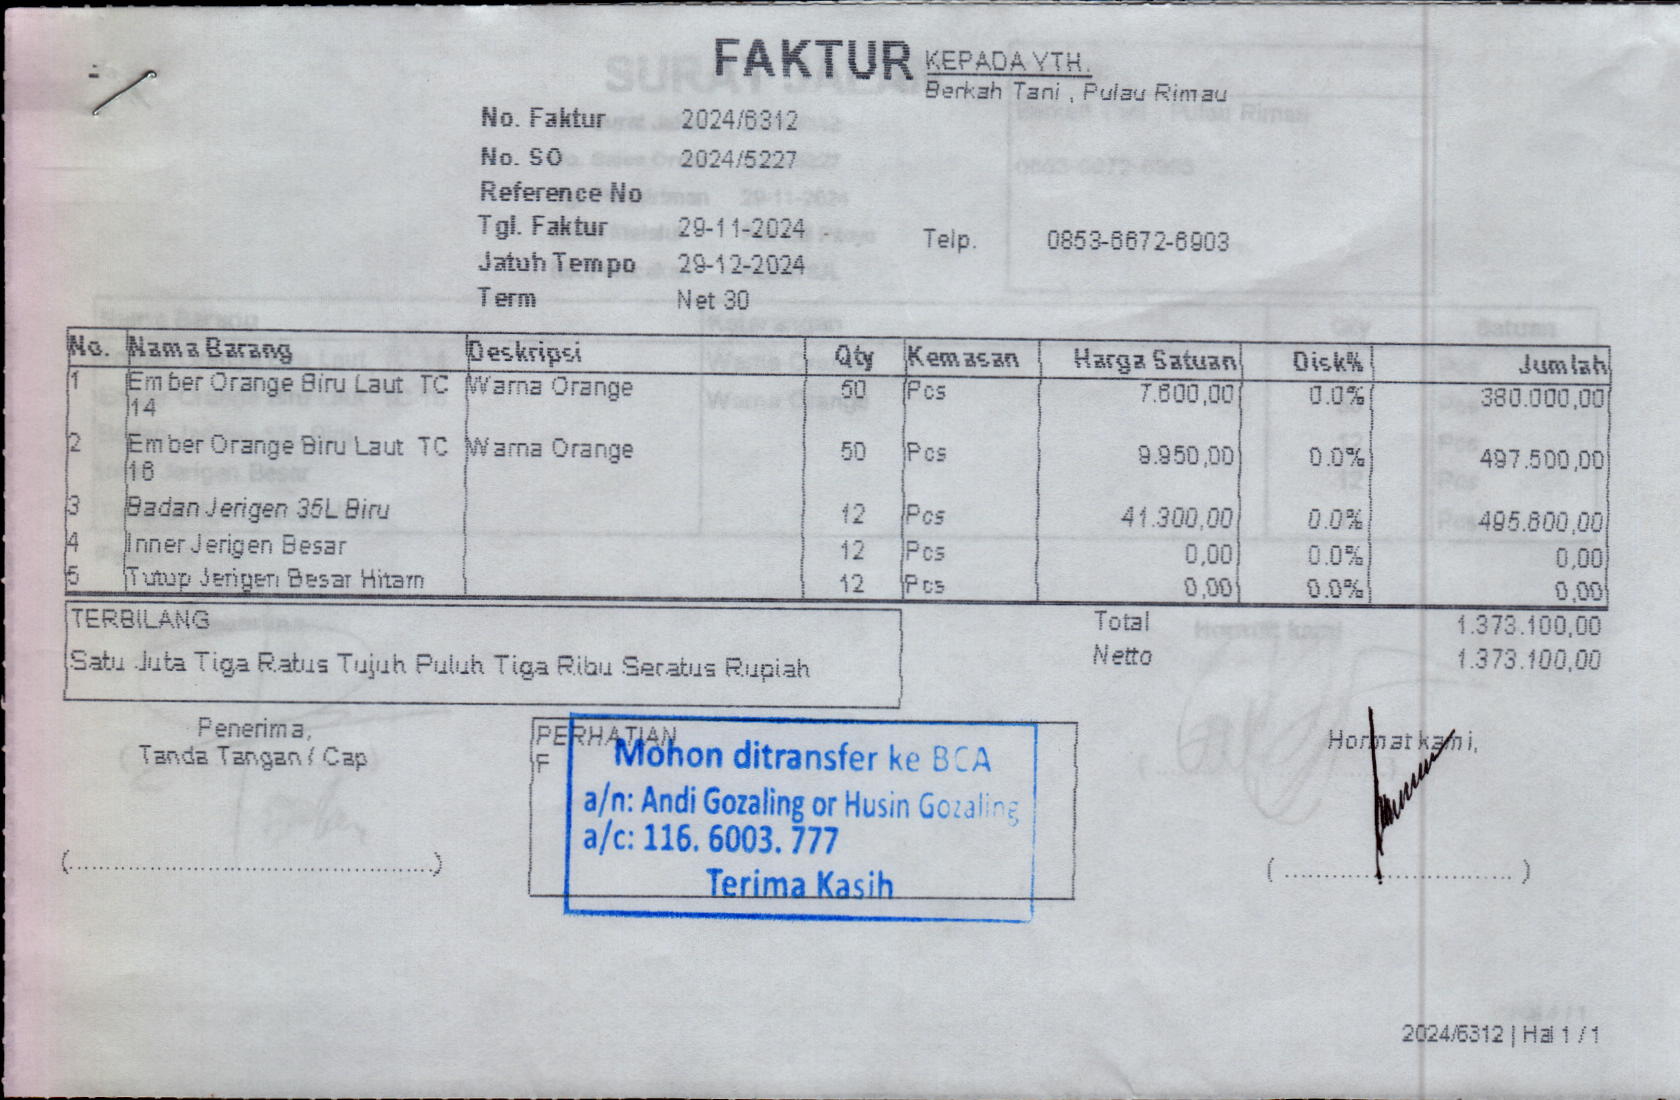 FAKTUR
KEPADA YTH.
Berkah Tani , Pulau Rimau
No. Faktur 2024/6312
No. SO 2024/5227
Reference No
Tgl. Faktur 29-11-2024
Telp. 0853-6672-6903
Jatuh Tempo 29-12-2024
Term Net 30
No. Nama Barang Deskripsi Qty Kemasan Harga Satuan Disk% Jumlah
1 Ember Orange Biru Laut TC Warna Orange 50 Pcs 7.600,00 0.0% 380.000,00
14
2 Ember Orange Biru Laut TC Warna Orange 50 Pcs 9.950,00 0.0% 497.500,00
16
3 Badan Jerigen 35L Biru 12 Pcs 41.300,00 0.0% 495.600,00
4 Inner Jerigen Besar 12 Pcs 0,00 0.0% 0,00
5 Tutup Jerigen Besar Hitam 12 Pcs 0,00 0.0% 0,00
TERBILANG
Satu Juta Tiga Ratus Tujuh Puluh Tiga Ribu Seratus Rupiah
Total 1.373.100,00
Netto 1.373.100,00
Penerima,
Tanda Tangan / Cap
(............................................)
PERHATIAN
F
Mohon ditransfer ke BCA
a/n: Andi Gozaling or Husin Gozaling
a/c: 116. 6003. 777
Terima Kasih
Hormat kami,
( ............................ )
2024/6312 | Hal 1 / 1